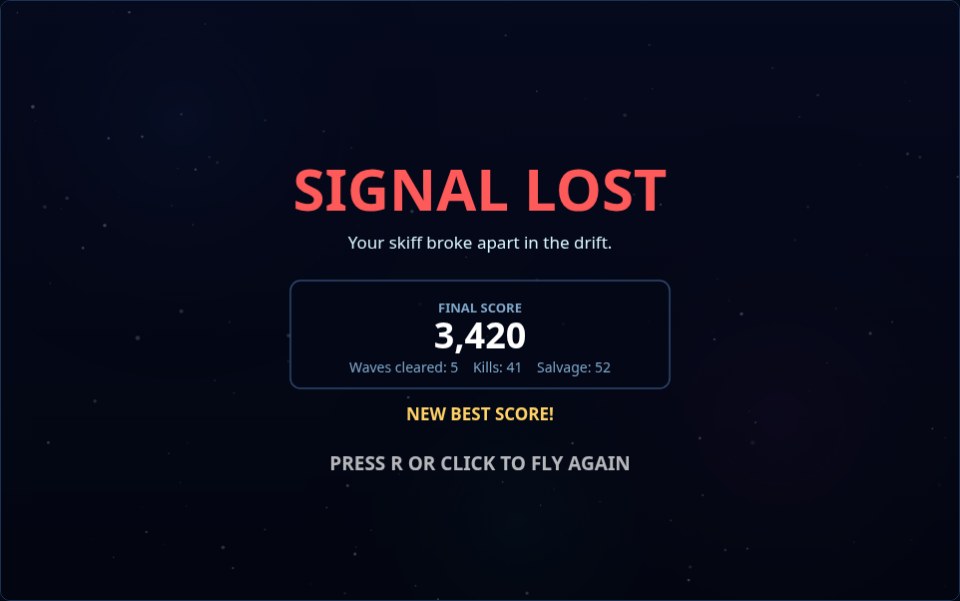 SIGNAL LOST
Your skiff broke apart in the drift.
FINAL SCORE
3,420
Waves cleared: 5 Kills: 41 Salvage: 52
NEW BEST SCORE!
PRESS R OR CLICK TO FLY AGAIN